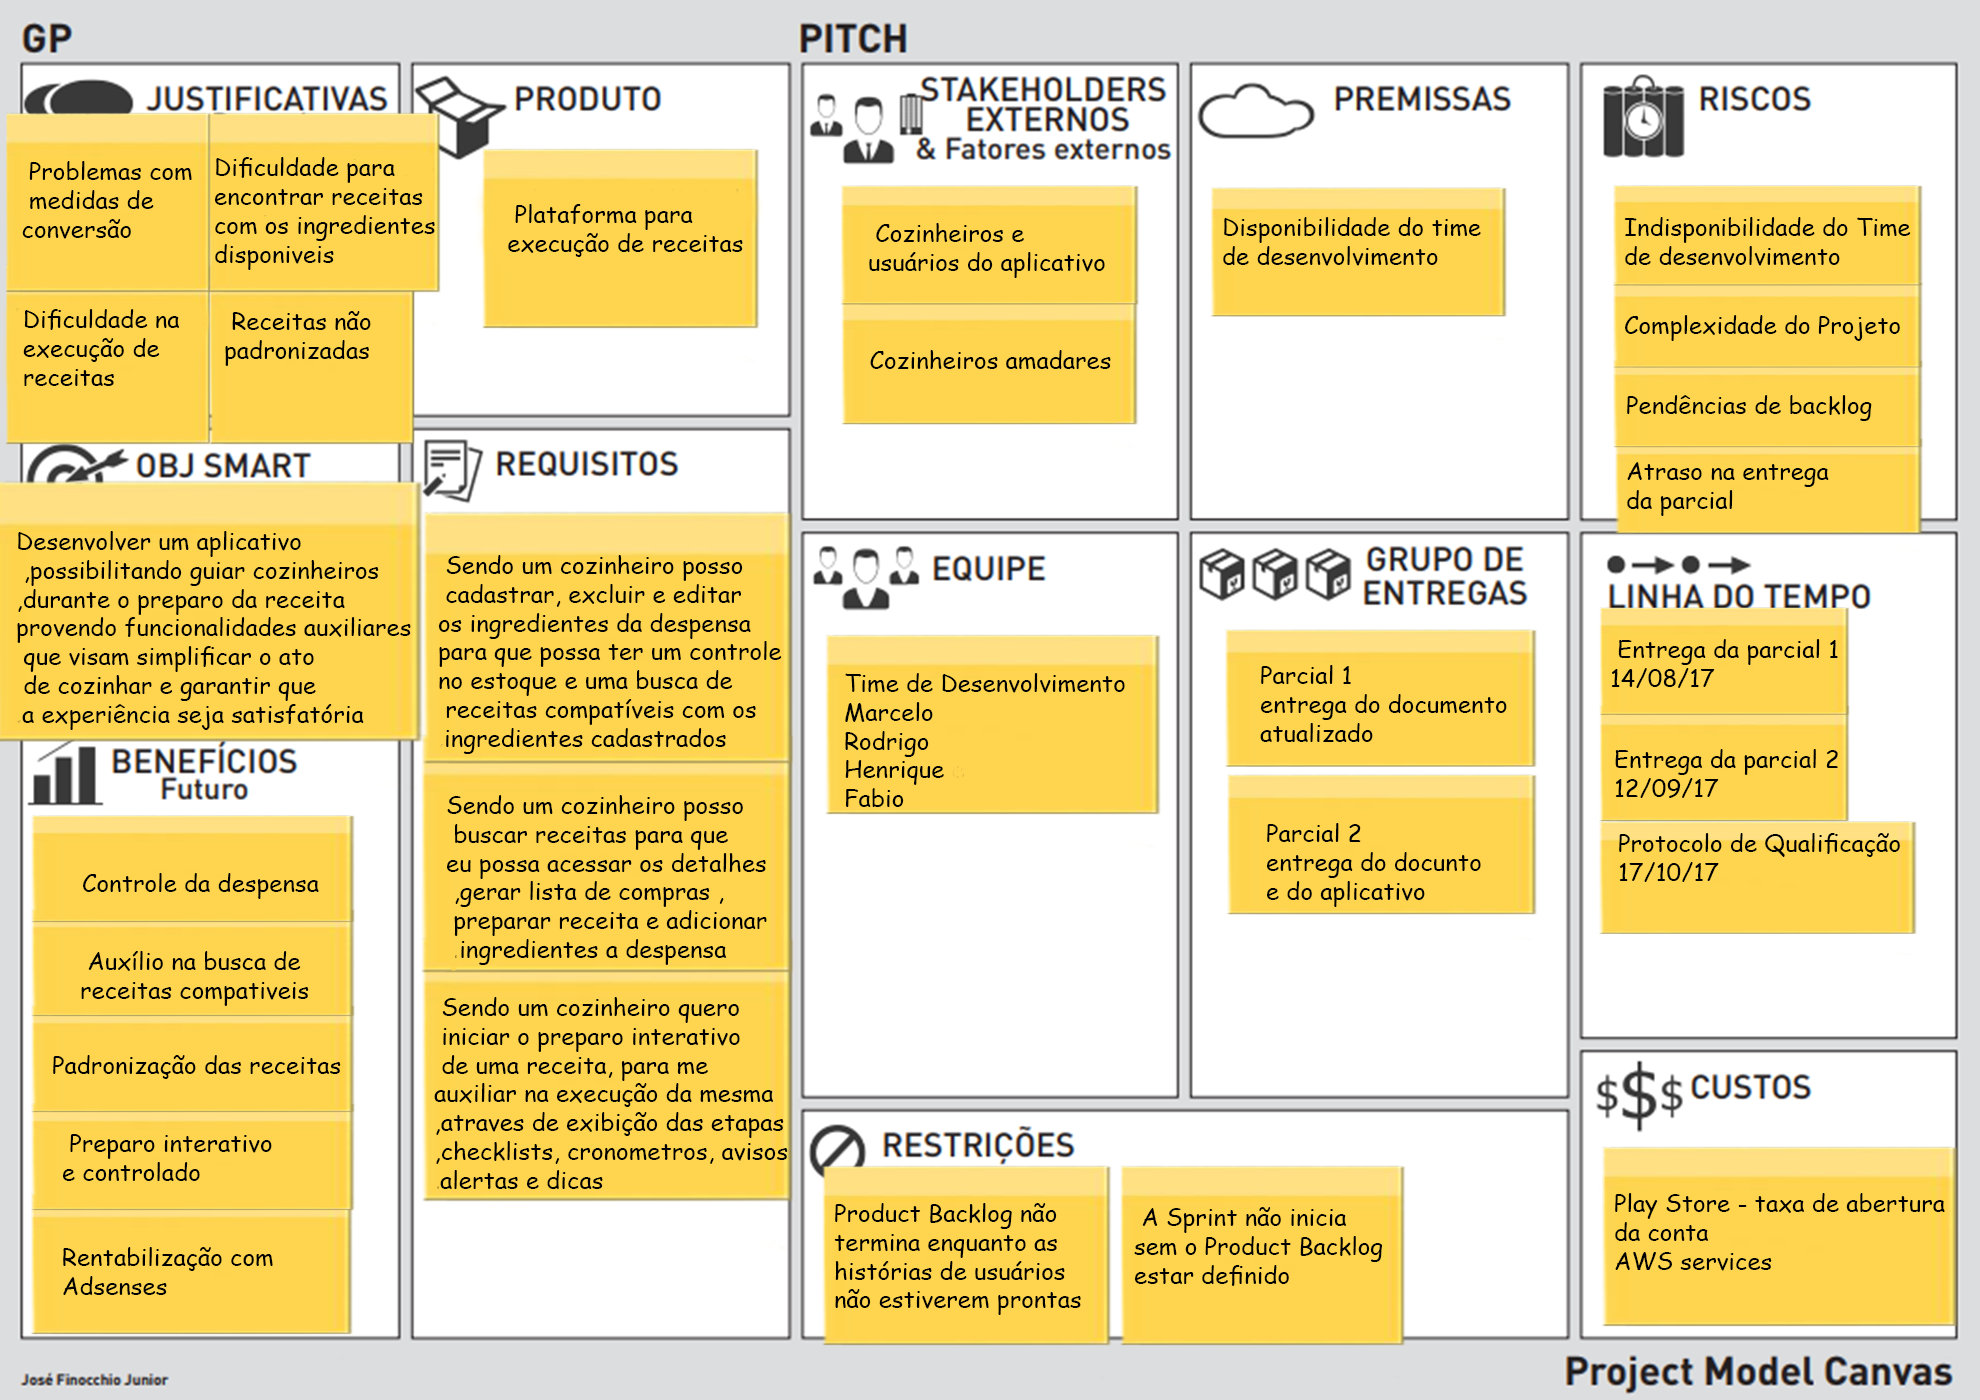 GP
PITCH
JUSTIFICATIVAS
Problemas com
medidas de
conversão
Dificuldade para
encontrar receitas
com os ingredientes
disponiveis
Dificuldade na
execução de
receitas
Receitas não
padronizadas
OBJ SMART
Desenvolver um aplicativo
,possibilitando guiar cozinheiros
,durante o preparo da receita
provendo funcionalidades auxiliares
que visam simplificar o ato
de cozinhar e garantir que
a experiência seja satisfatória
BENEFÍCIOS
Futuro
Controle da despensa
Auxílio na busca de
receitas compativeis
Padronização das receitas
Preparo interativo
e controlado
Rentabilização com
Adsenses
PRODUTO
Plataforma para
execução de receitas
REQUISITOS
Sendo um cozinheiro posso
cadastrar, excluir e editar
os ingredientes da despensa
para que possa ter um controle
no estoque e uma busca de
receitas compatíveis com os
ingredientes cadastrados
Sendo um cozinheiro posso
buscar receitas para que
eu possa acessar os detalhes
,gerar lista de compras ,
preparar receita e adicionar
.ingredientes a despensa
Sendo um cozinheiro quero
iniciar o preparo interativo
de uma receita, para me
auxiliar na execução da mesma
,atraves de exibição das etapas
,checklists, cronometros, avisos
.alertas e dicas
STAKEHOLDERS
EXTERNOS
& Fatores externos
Cozinheiros e
usuários do aplicativo
Cozinheiros amadares
EQUIPE
Time de Desenvolvimento
Marcelo
Rodrigo
Henrique
Fabio
PREMISSAS
Disponibilidade do time
de desenvolvimento
GRUPO DE
ENTREGAS
Parcial 1
entrega do documento
atualizado
Parcial 2
entrega do docunto
e do aplicativo
RESTRIÇÕES
Product Backlog não
termina enquanto as
histórias de usuários
não estiverem prontas
A Sprint não inicia
sem o Product Backlog
estar definido
RISCOS
Indisponibilidade do Time
de desenvolvimento
Complexidade do Projeto
Pendências de backlog
Atraso na entrega
da parcial
LINHA DO TEMPO
Entrega da parcial 1
14/08/17
Entrega da parcial 2
12/09/17
Protocolo de Qualificação
17/10/17
$$$ CUSTOS
Play Store - taxa de abertura
da conta
AWS services
José Finocchio Junior
Project Model Canvas